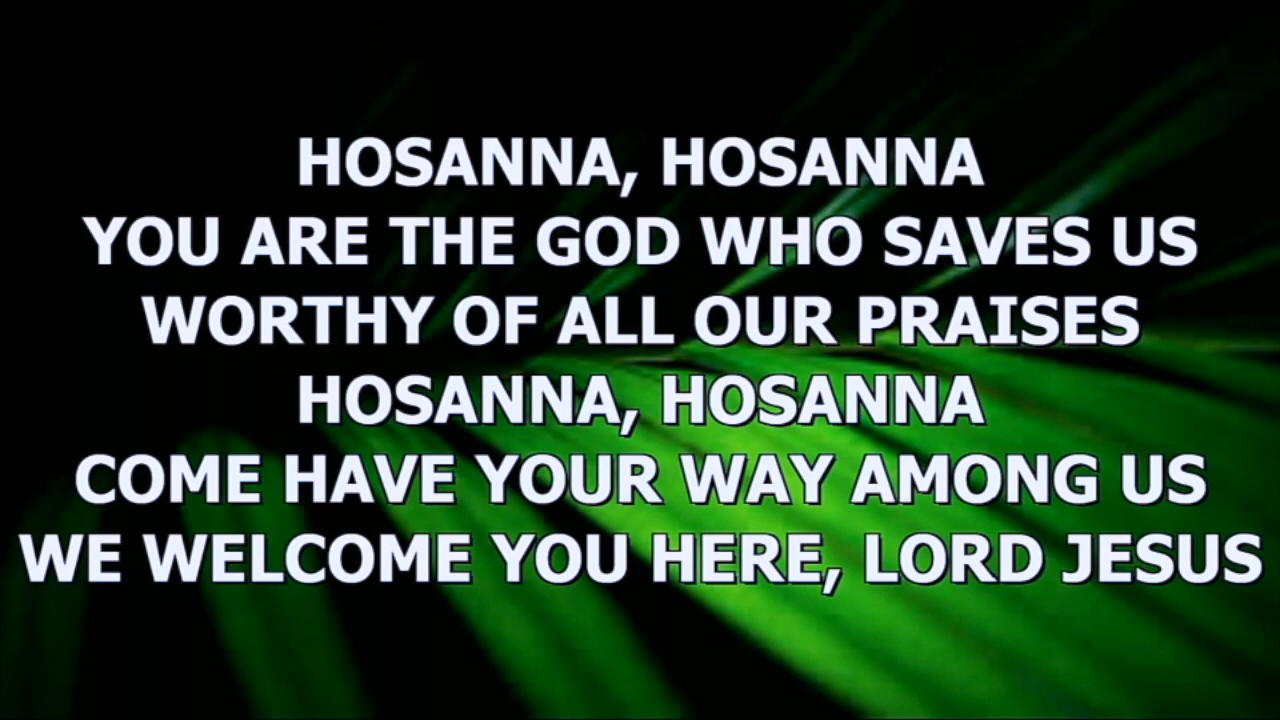 HOSANNA, HOSANNA
YOU ARE THE GOD WHO SAVES US
WORTHY OF ALL OUR PRAISES
HOSANNA, HOSANNA
COME HAVE YOUR WAY AMONG US
WE WELCOME YOU HERE, LORD JESUS